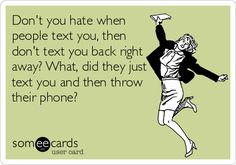 Don't you hate when
people text you, then
don't text you back right
away? What, did they just
text you and then throw
their phone?
someecards
user card